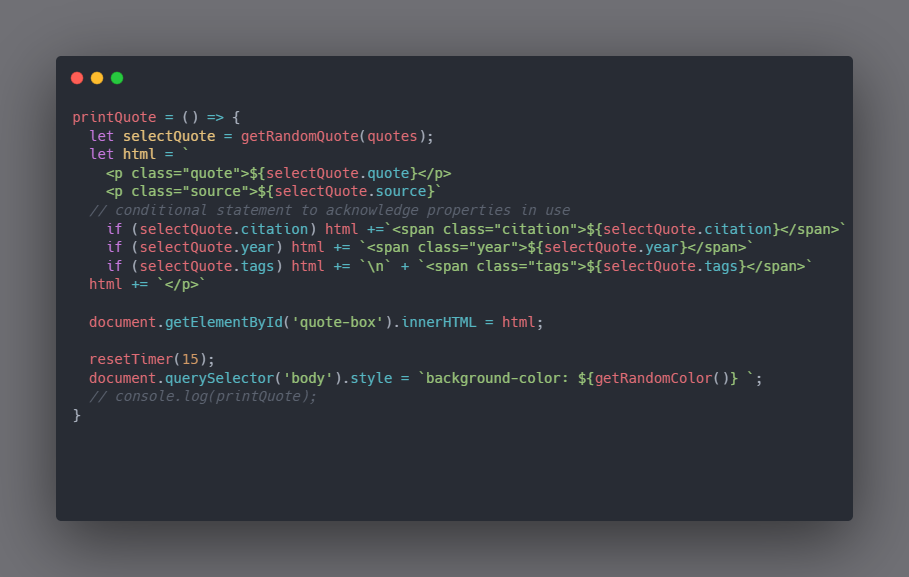 printQuote = () => {
  let selectQuote = getRandomQuote(quotes);
  let html = `
    <p class="quote">${selectQuote.quote}</p>
    <p class="source">${selectQuote.source}`
  // conditional statement to acknowledge properties in use
    if (selectQuote.citation) html +=`<span class="citation">${selectQuote.citation}</span>`
    if (selectQuote.year) html += `<span class="year">${selectQuote.year}</span>`
    if (selectQuote.tags) html += `\n` + `<span class="tags">${selectQuote.tags}</span>`
  html += `</p>`

  document.getElementById('quote-box').innerHTML = html;

  resetTimer(15);
  document.querySelector('body').style = `background-color: ${getRandomColor()} `;
  // console.log(printQuote);
}